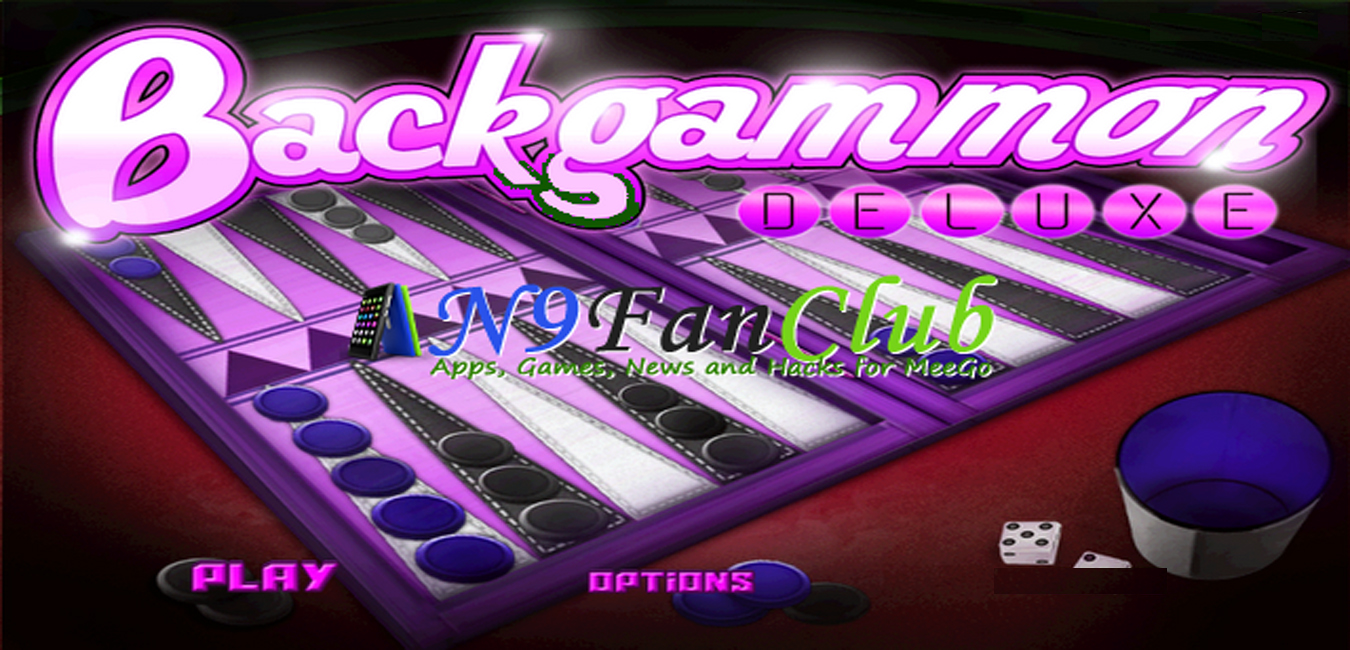 Backgammon
DELUXE
N9FanClub
Apps, Games, News and Hacks for MeeGo
PLAY
OPTiONS